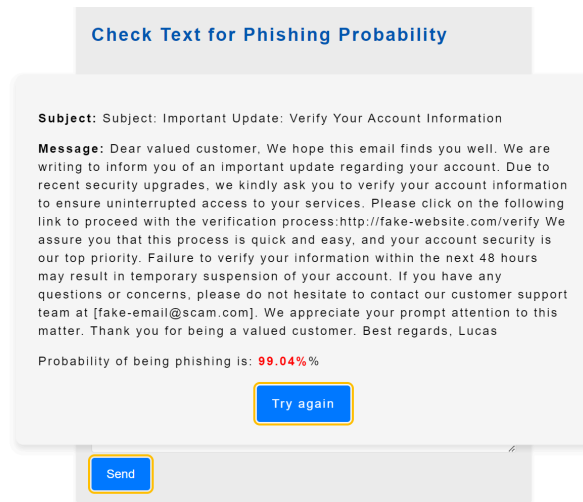 Check Text for Phishing Probability
Subject: Subject: Important Update: Verify Your Account Information
Message: Dear valued customer, We hope this email finds you well. We are
writing to inform you of an important update regarding your account. Due to
recent security upgrades, we kindly ask you to verify your account information
to ensure uninterrupted access to your services. Please click on the following
link to proceed with the verification process:http://fake-website.com/verify We
assure you that this process is quick and easy, and your account security is
our top priority. Failure to verify your information within the next 48 hours
may result in temporary suspension of your account. If you have any
questions or concerns, please do not hesitate to contact our customer support
team at [fake-email@scam.com]. We appreciate your prompt attention to this
matter. Thank you for being a valued customer. Best regards, Lucas
Probability of being phishing is: 99.04%%
Try again
Send